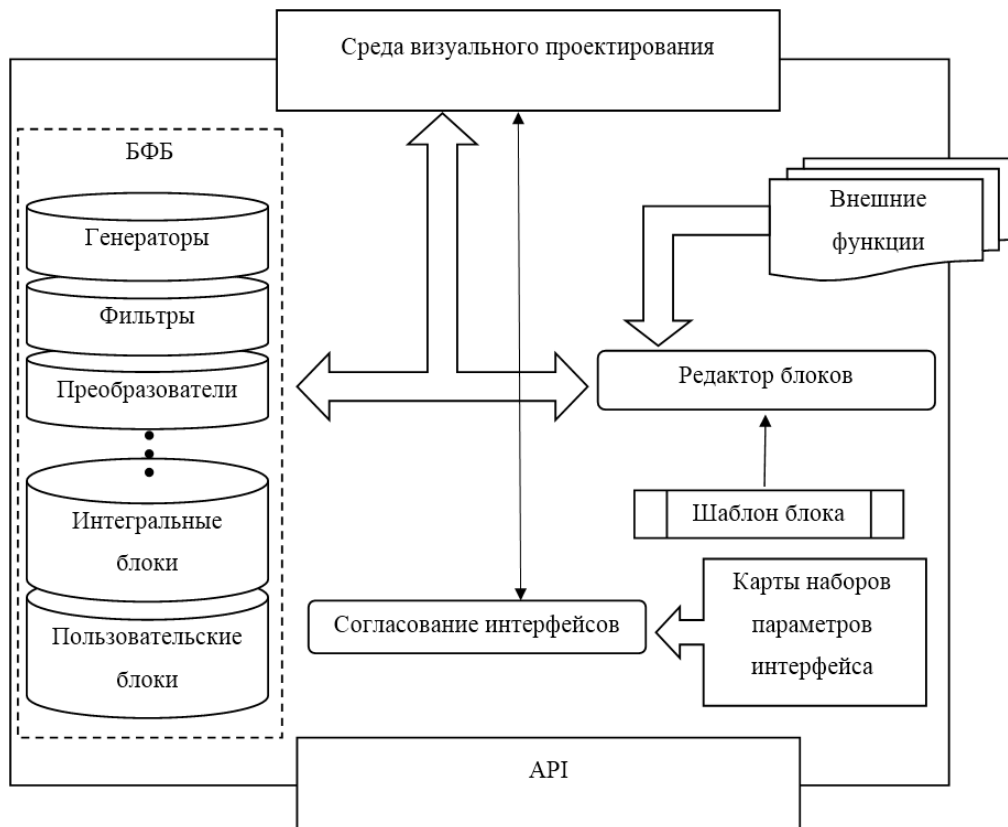 Среда визуального проектирования
БФБ
Генераторы
Фильтры
Преобразователи
Интегральные
блоки
Пользовательские
блоки
Внешние
функции
Редактор блоков
Шаблон блока
Карты наборов
параметров
интерфейса
Согласование интерфейсов
API